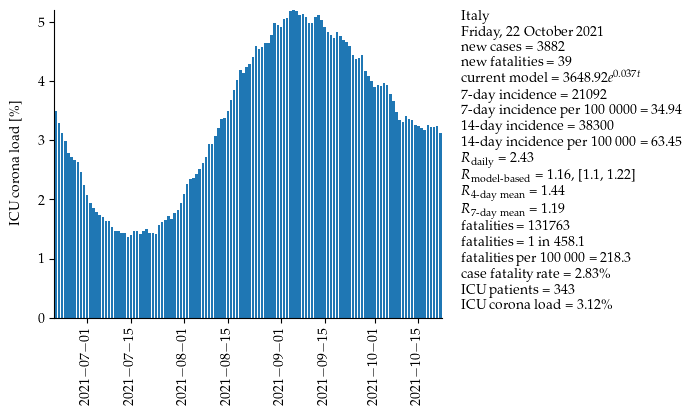 Italy
Friday, 22 October 2021
new cases = 3882
new fatalities = 39
current model = 3648.92e^0.037t
7-day incidence = 21092
7-day incidence per 100 0000 = 34.94
14-day incidence = 38300
14-day incidence per 100 000 = 63.45
R_daily = 2.43
R_model-based = 1.16, [1.1, 1.22]
R_4-day mean = 1.44
R_7-day mean = 1.19
fatalities = 131763
fatalities = 1 in 458.1
fatalities per 100 000 = 218.3
case fatality rate = 2.83%
ICU patients = 343
ICU corona load = 3.12%
ICU corona load [%]
5
4
3
2
1
0
2021−07−01
2021−07−15
2021−08−01
2021−08−15
2021−09−01
2021−09−15
2021−10−01
2021−10−15